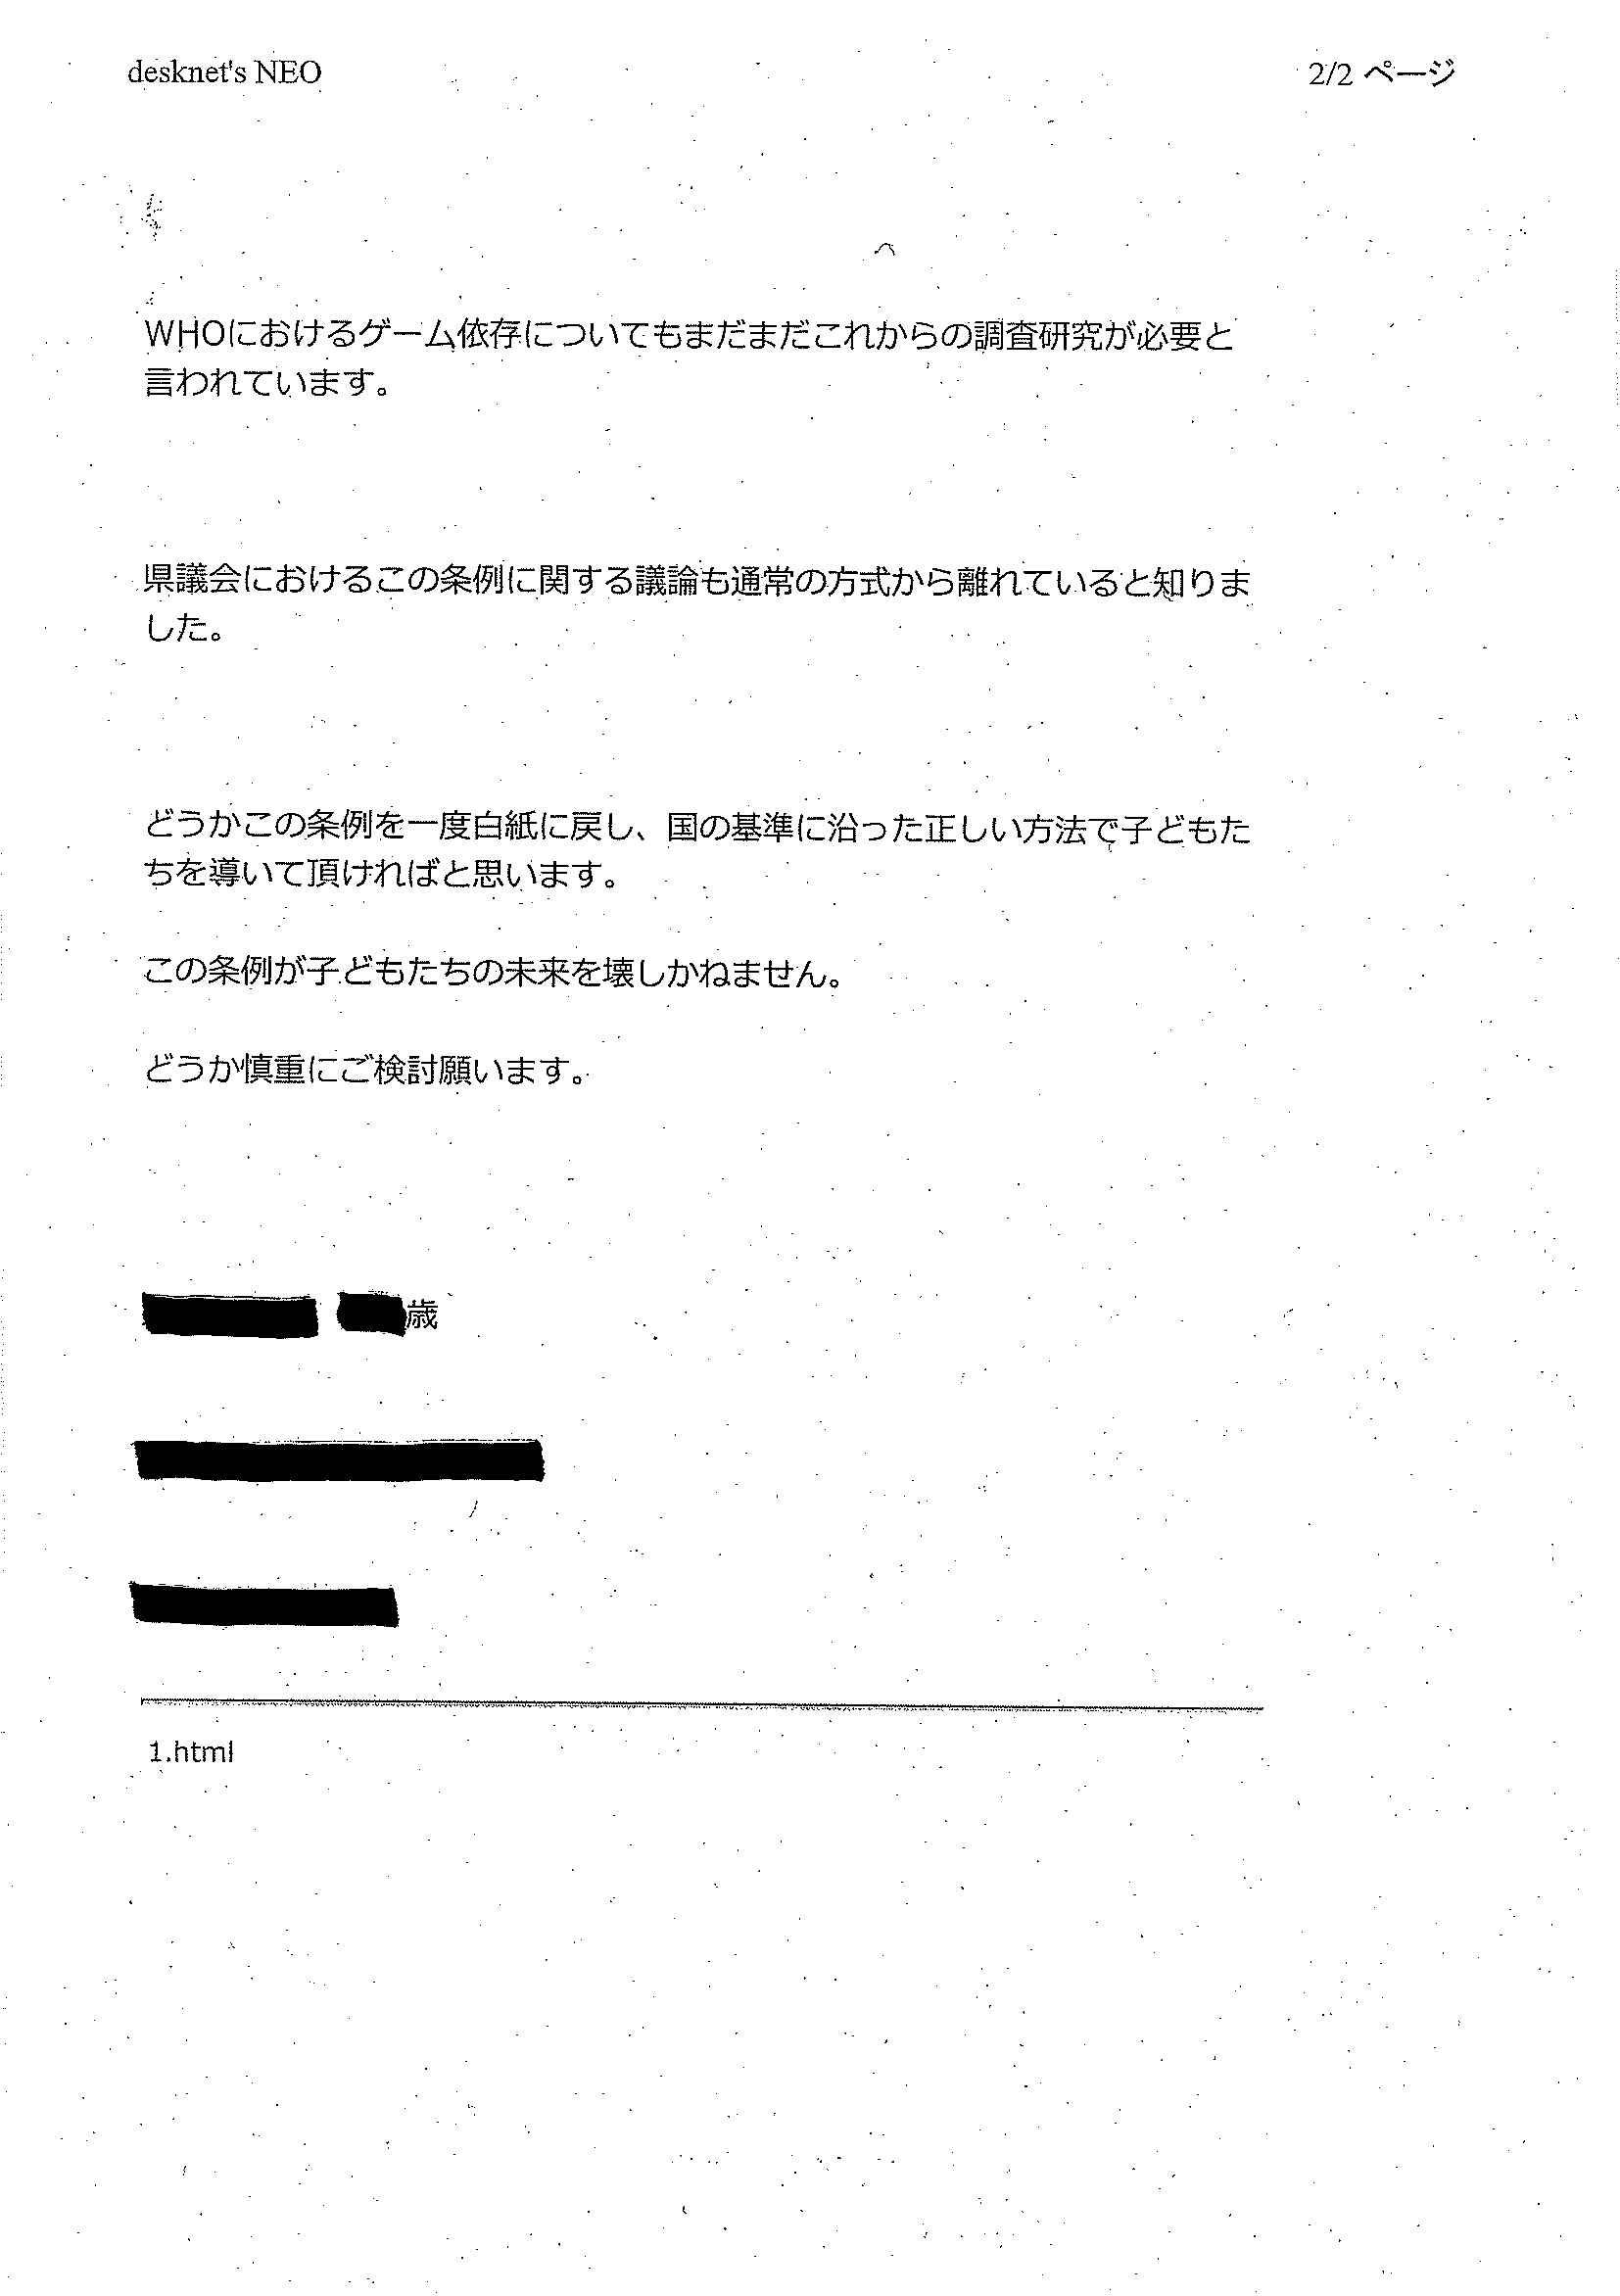 desknet's NEO
2/2 ページ
WHOにおけるゲーム依存についてもまだまだこれからの調査研究が必要と
言われています。
県議会におけるこの条例に関する議論も通常の方式から離れていると知りま
した。
どうかこの条例を一度白紙に戻し、国の基準に沿った正しい方法で子どもた
ちを導いて頂ければと思います。
この条例が子どもたちの未来を壊しかねません。
どうか慎重にご検討願います。
歳
1.html